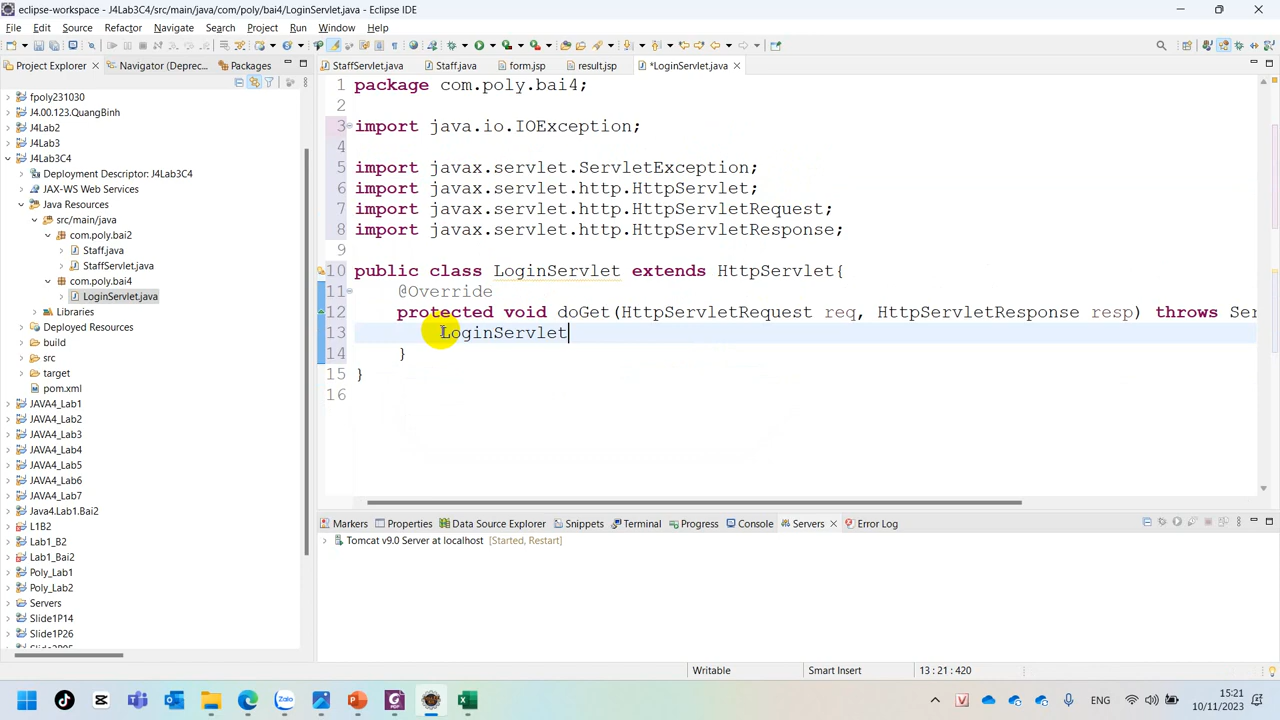 eclipse-workspace - J4Lab3C4/src/main/java/com/poly/bai4/LoginServlet.java - Eclipse IDE
File Edit Source Refactor Navigate Search Project Run Window Help
Project Explorer Navigator (Deprec... Packages
StaffServlet.java Staff.java form.jsp result.jsp *LoginServlet.java
fpoly231030
J4.00.123.QuangBinh
J4Lab2
J4Lab3
J4Lab3C4
Deployment Descriptor: J4Lab3C4
JAX-WS Web Services
Java Resources
src/main/java
com.poly.bai2
Staff.java
StaffServlet.java
com.poly.bai4
LoginServlet.java
Libraries
Deployed Resources
build
src
target
pom.xml
JAVA4_Lab1
JAVA4_Lab2
JAVA4_Lab3
JAVA4_Lab4
JAVA4_Lab5
JAVA4_Lab6
JAVA4_Lab7
Java4.Lab1.Bai2
L1B2
Lab1_B2
Lab1_Bai2
Poly_Lab1
Poly_Lab2
Servers
Slide1P14
Slide1P26
1 package com.poly.bai4;
2
3 import java.io.IOException;
4
5 import javax.servlet.ServletException;
6 import javax.servlet.http.HttpServlet;
7 import javax.servlet.http.HttpServletRequest;
8 import javax.servlet.http.HttpServletResponse;
9
10 public class LoginServlet extends HttpServlet{
11 @Override
12 protected void doGet(HttpServletRequest req, HttpServletResponse resp) throws Ser
13 LoginServlet
14 }
15 }
16
Markers Properties Data Source Explorer Snippets Terminal Progress Console Servers Error Log
Tomcat v9.0 Server at localhost [Started, Restart]
Writable Smart Insert 13 : 21 : 420
ENG 15:21
10/11/2023